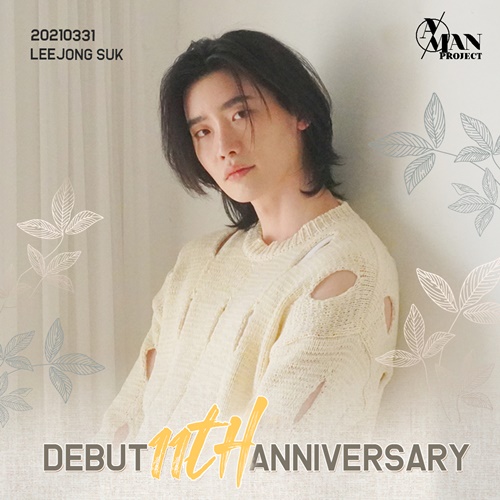 20210331
LEEJONG SUK
A MAN
PROJECT
DEBUT 11tH ANNIVERSARY